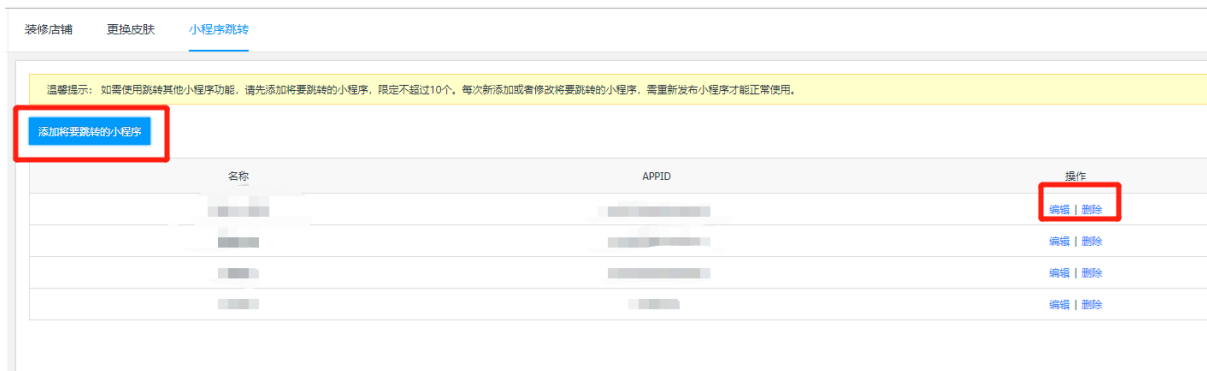 装修店铺 更换皮肤 小程序跳转
温馨提示： 如需使用跳转其他小程序功能，请先添加将要跳转的小程序，限定不超过10个。每次新添加或者修改将要跳转的小程序，需重新发布小程序才能正常使用。
添加将要跳转的小程序
名称 APPID 操作
编辑 | 删除
编辑 | 删除
编辑 | 删除
编辑 | 删除